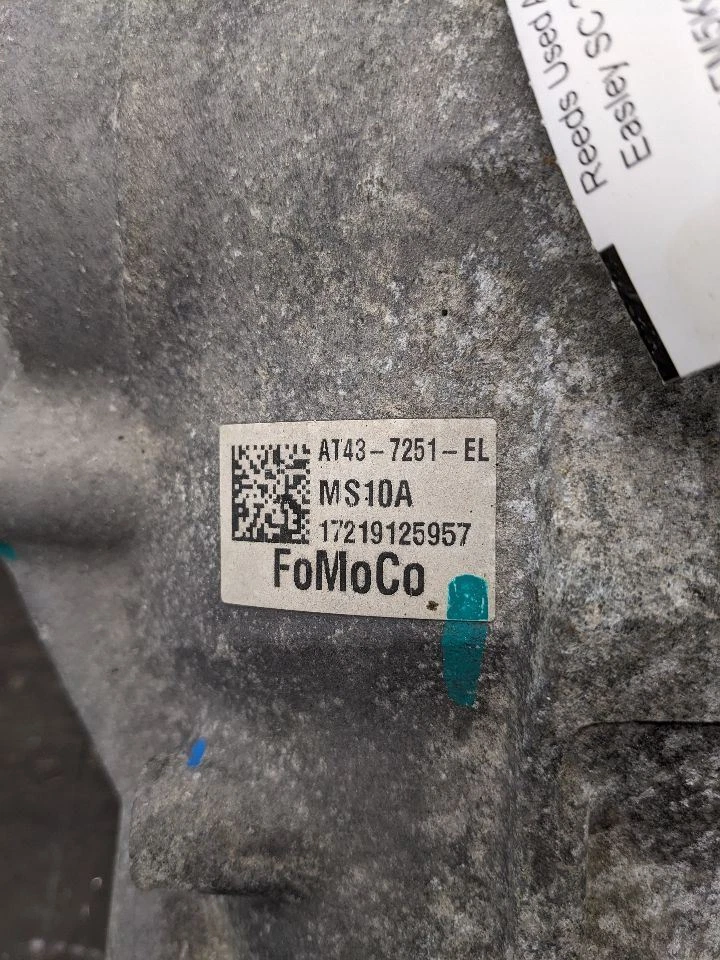 Reeds Used
Easley SC
AT43-7251-EL
MS10A
17219125957
FoMoCo